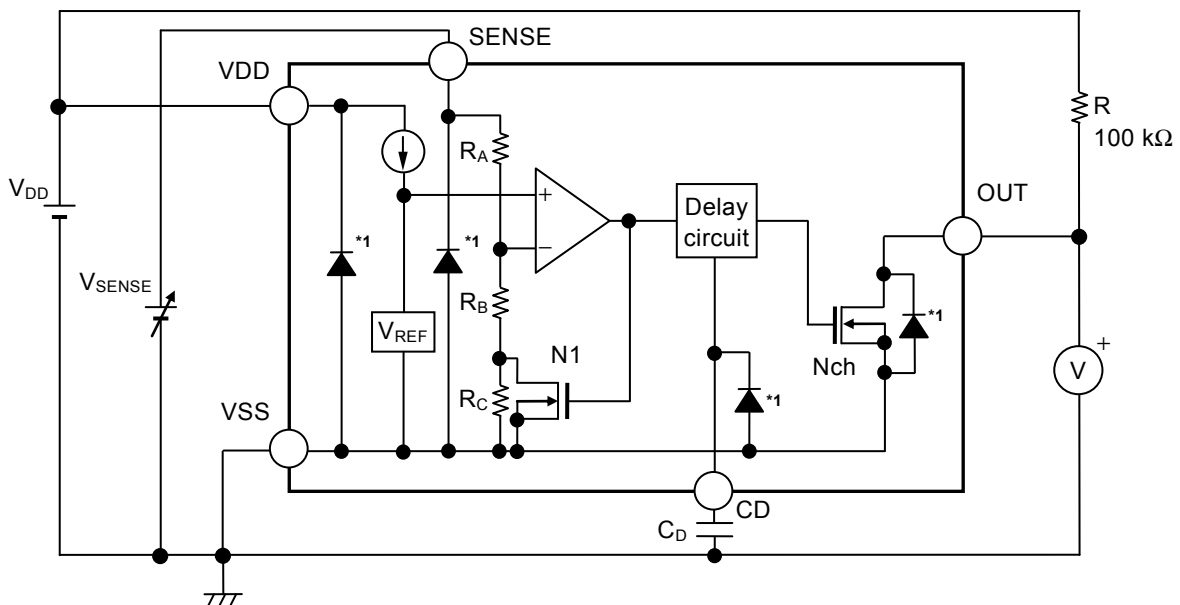 SENSE
VDD
R
100 kΩ
RA
VDD
OUT
+
Delay
circuit
*1
*1
−
VSENSE
RB
*1
VREF
N1
+
Nch
V
RC
*1
VSS
CD
CD